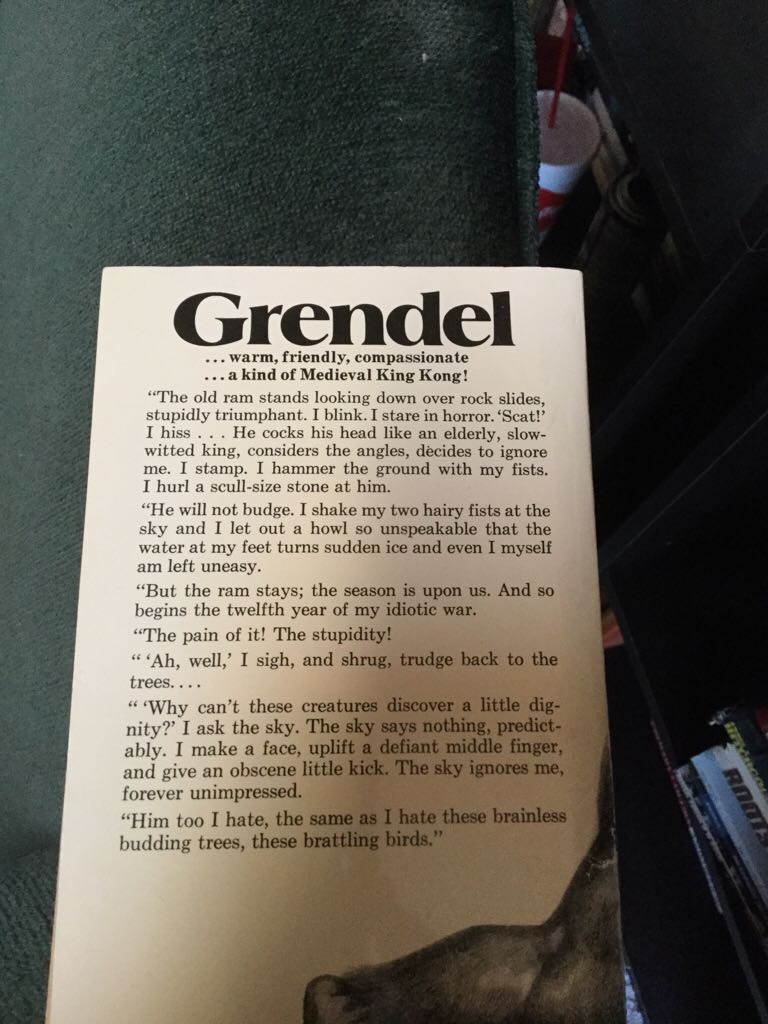 Grendel
...warm, friendly, compassionate
...a kind of Medieval King Kong!
“The old ram stands looking down over rock slides,
stupidly triumphant. I blink. I stare in horror. ‘Scat!’
I hiss . . . He cocks his head like an elderly, slow-
witted king, considers the angles, decides to ignore
me. I stamp. I hammer the ground with my fists.
I hurl a scull-size stone at him.
“He will not budge. I shake my two hairy fists at the
sky and I let out a howl so unspeakable that the
water at my feet turns sudden ice and even I myself
am left uneasy.
“But the ram stays; the season is upon us. And so
begins the twelfth year of my idiotic war.
“The pain of it! The stupidity!
“ ‘Ah, well,’ I sigh, and shrug, trudge back to the
trees....
“ ‘Why can’t these creatures discover a little dig-
nity?’ I ask the sky. The sky says nothing, predict-
ably. I make a face, uplift a defiant middle finger,
and give an obscene little kick. The sky ignores me,
forever unimpressed.
“Him too I hate, the same as I hate these brainless
budding trees, these brattling birds.”